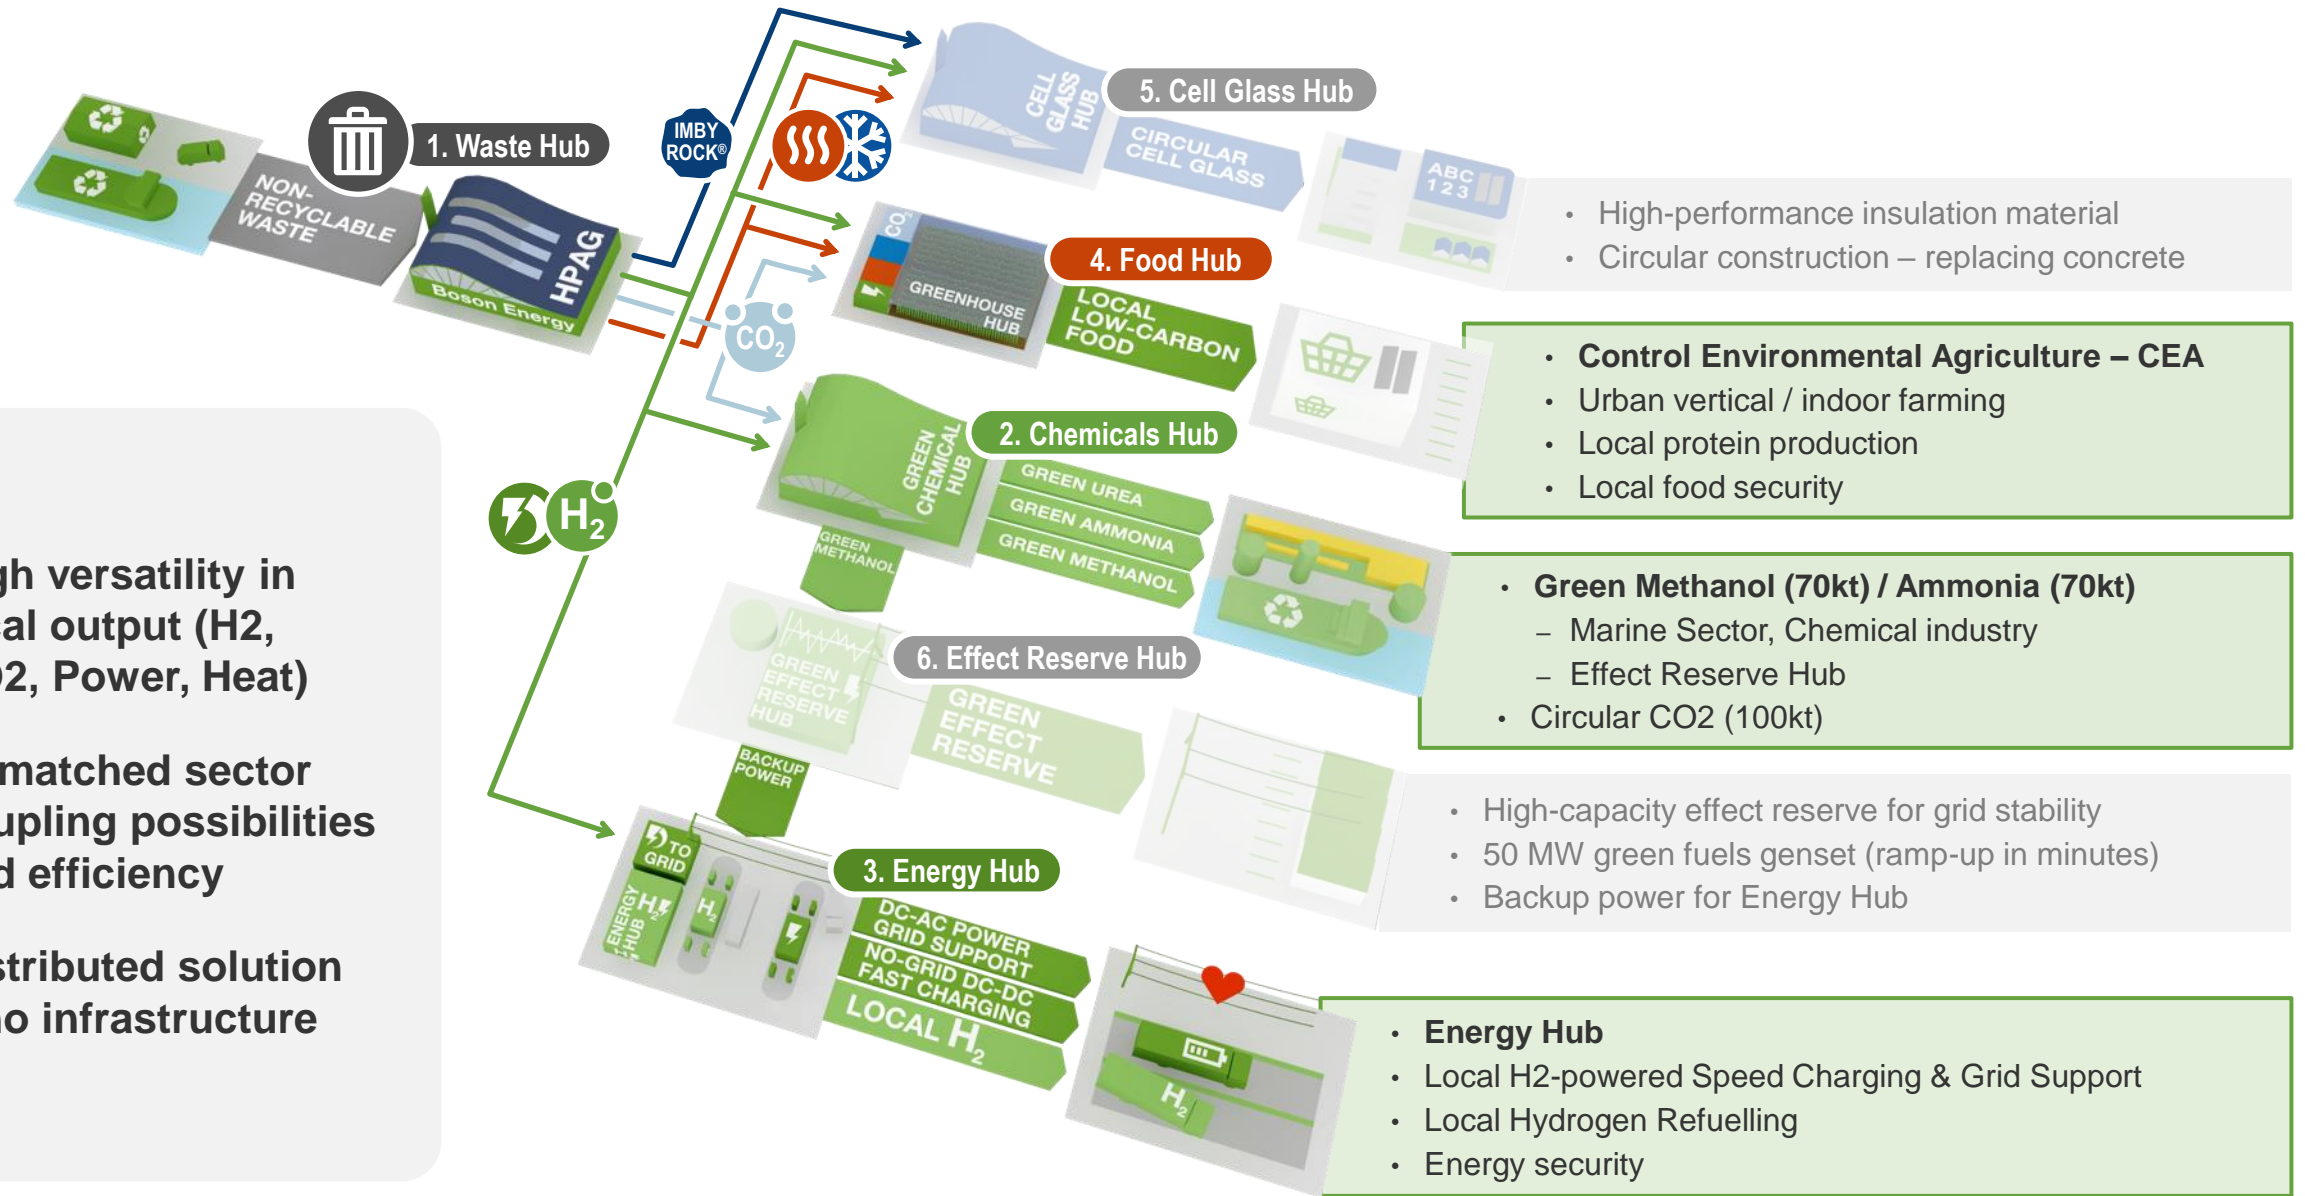 NON-
RECYCLABLE
WASTE
1. Waste Hub
HPAG
Boson Energy
IMBY
ROCK®
CO2
H2
CELL
GLASS
HUB
5. Cell Glass Hub
CIRCULAR
CELL GLASS
ABC
123
• High-performance insulation material
• Circular construction – replacing concrete
CO2
GREENHOUSE
HUB
4. Food Hub
LOCAL
LOW-CARBON
FOOD
• Control Environmental Agriculture – CEA
• Urban vertical / indoor farming
• Local protein production
• Local food security
GREEN
CHEMICAL
HUB
2. Chemicals Hub
GREEN UREA
GREEN AMMONIA
GREEN METHANOL
GREEN
METHANOL
• Green Methanol (70kt) / Ammonia (70kt)
– Marine Sector, Chemical industry
– Effect Reserve Hub
• Circular CO2 (100kt)
GREEN
EFFECT
RESERVE
HUB
6. Effect Reserve Hub
GREEN
EFFECT
RESERVE
BACKUP
POWER
• High-capacity effect reserve for grid stability
• 50 MW green fuels genset (ramp-up in minutes)
• Backup power for Energy Hub
TO
GRID
ENERGY
HUB
H2
H2
3. Energy Hub
DC-AC POWER
GRID SUPPORT
NO-GRID DC-DC
FAST CHARGING
LOCAL H2
H2
• Energy Hub
• Local H2-powered Speed Charging & Grid Support
• Local Hydrogen Refuelling
• Energy security
gh versatility in
cal output (H2,
O2, Power, Heat)
matched sector
upling possibilities
d efficiency
stributed solution
no infrastructure